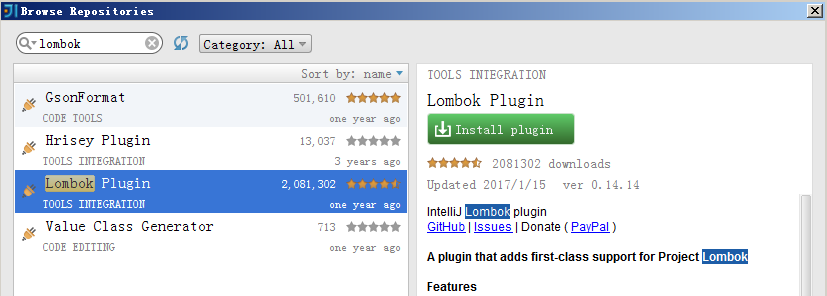 Browse Repositories
lombok
Category: All
Sort by: name
GsonFormat 501,610
CODE TOOLS one year ago
Hrisey Plugin 13,037
TOOLS INTEGRATION 3 years ago
Lombok Plugin 2,081,302
TOOLS INTEGRATION one year ago
Value Class Generator 713
CODE EDITING one year ago
TOOLS INTEGRATION
Lombok Plugin
Install plugin
2081302 downloads
Updated 2017/1/15 ver 0.14.14
IntelliJ Lombok plugin
GitHub | Issues | Donate ( PayPal )
A plugin that adds first-class support for Project Lombok
Features